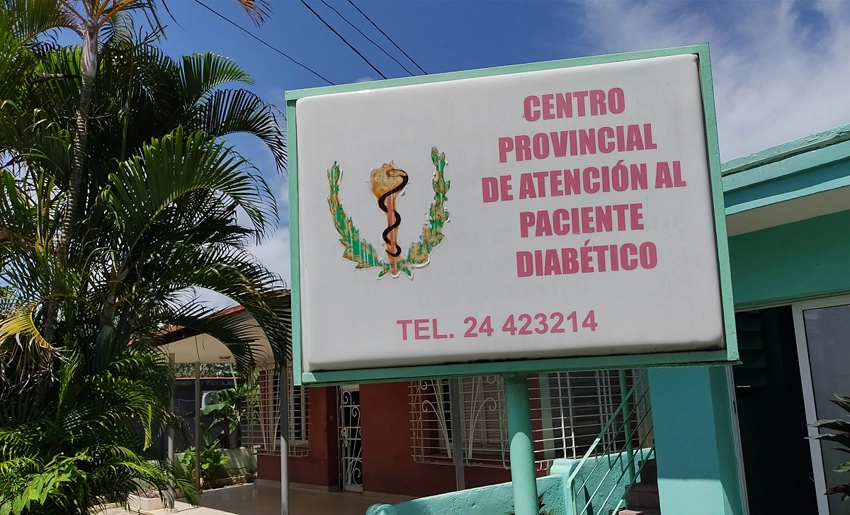 CENTRO
PROVINCIAL
DE ATENCIÓN AL
PACIENTE
DIABÉTICO
TEL. 24 423214